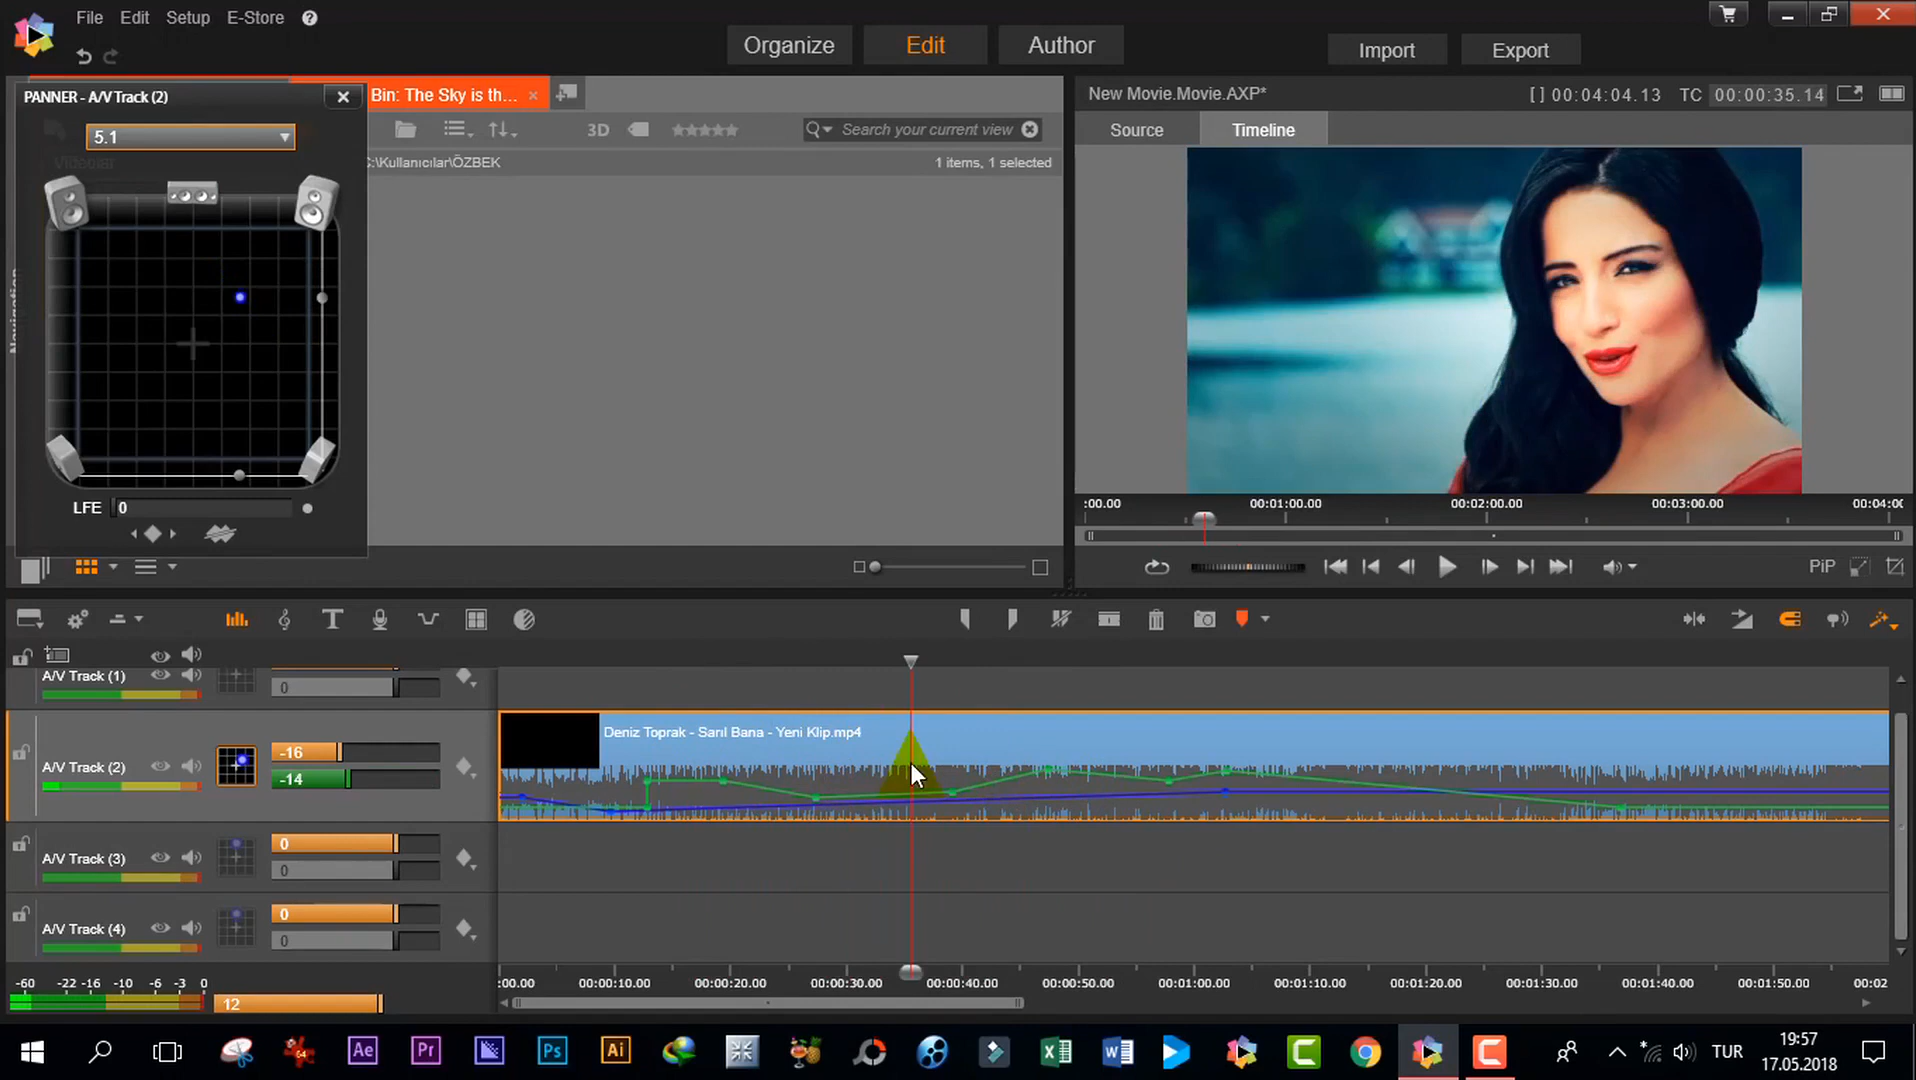 File Edit Setup E-Store ?
Organize Edit Author Import Export
PANNER - A/V Track (2)
Bin: The Sky is th...
New Movie.Movie.AXP*
[ ] 00:04:04.13 TC 00:00:35.14
5.1
3D
Search your current view
Source Timeline
Videolar
C:\Kullanıcılar\ÖZBEK
1 items, 1 selected
Navigation
LFE 0
:00.00 00:01:00.00 00:02:00.00 00:03:00.00 00:04:0
PiP
A/V Track (1)
0
A/V Track (2)
-16
-14
Deniz Toprak - Sarıl Bana - Yeni Klip.mp4
A/V Track (3)
0
0
A/V Track (4)
0
0
-60 -22 -16 -10 -6 -3 0
:00.00 00:00:10.00 00:00:20.00 00:00:30.00 00:00:40.00 00:00:50.00 00:01:00.00 00:01:10.00 00:01:20.00 00:01:30.00 00:01:40.00 00:01:50.00 00:02
12
64 Ae Pr Ps Ai
TUR
19:57
17.05.2018